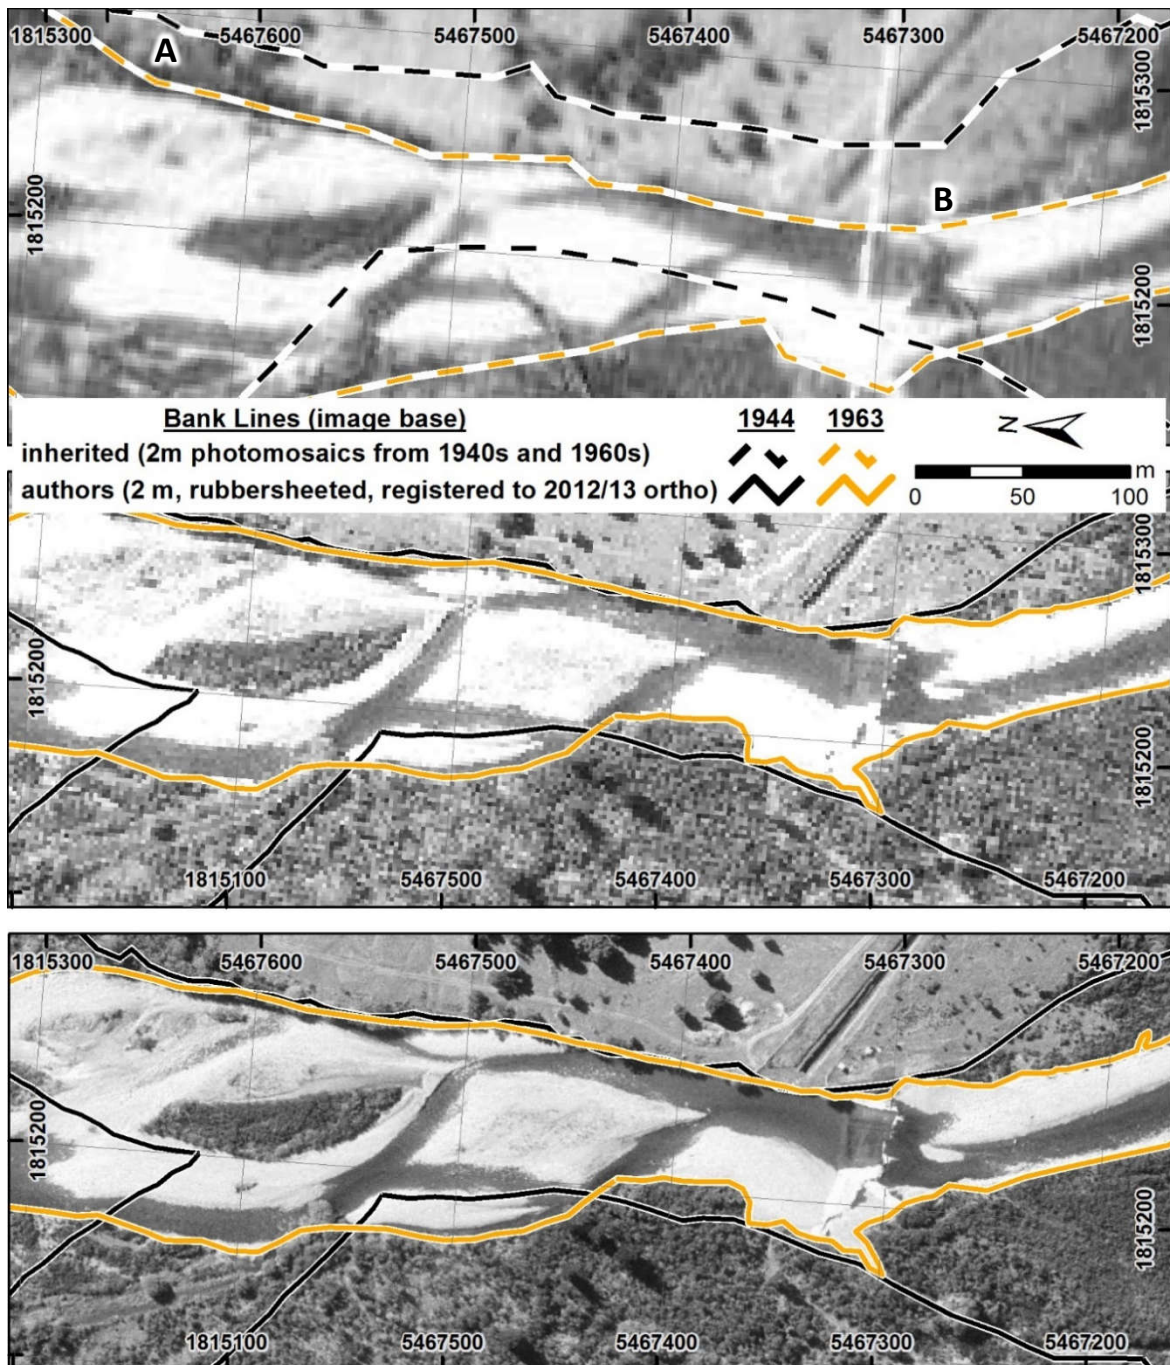 1815300 5467600 5467500 5467400 5467300 5467200
A
1815300
B
1815200
1815200
Bank Lines (image base) 1944 1963 N
inherited (2m photomosaics from 1940s and 1960s)
authors (2 m, rubbersheeted, registered to 2012/13 ortho) m
0 50 100
1815300
1815200
1815200
1815100 5467500 5467400 5467300 5467200
1815300 5467600 5467500 5467400 5467300 5467200
1815200
1815200
1815100 5467500 5467400 5467300 5467200